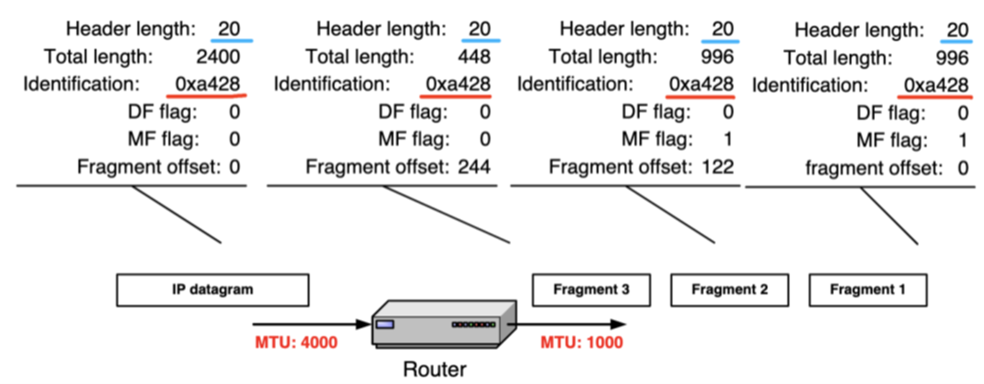 Header length: 20
Total length: 2400
Identification: 0xa428
DF flag: 0
MF flag: 0
Fragment offset: 0
Header length: 20
Total length: 448
Identification: 0xa428
DF flag: 0
MF flag: 0
Fragment offset: 244
Header length: 20
Total length: 996
Identification: 0xa428
DF flag: 0
MF flag: 1
Fragment offset: 122
Header length: 20
Total length: 996
Identification: 0xa428
DF flag: 0
MF flag: 1
fragment offset: 0
IP datagram
Fragment 3
Fragment 2
Fragment 1
MTU: 4000
MTU: 1000
Router